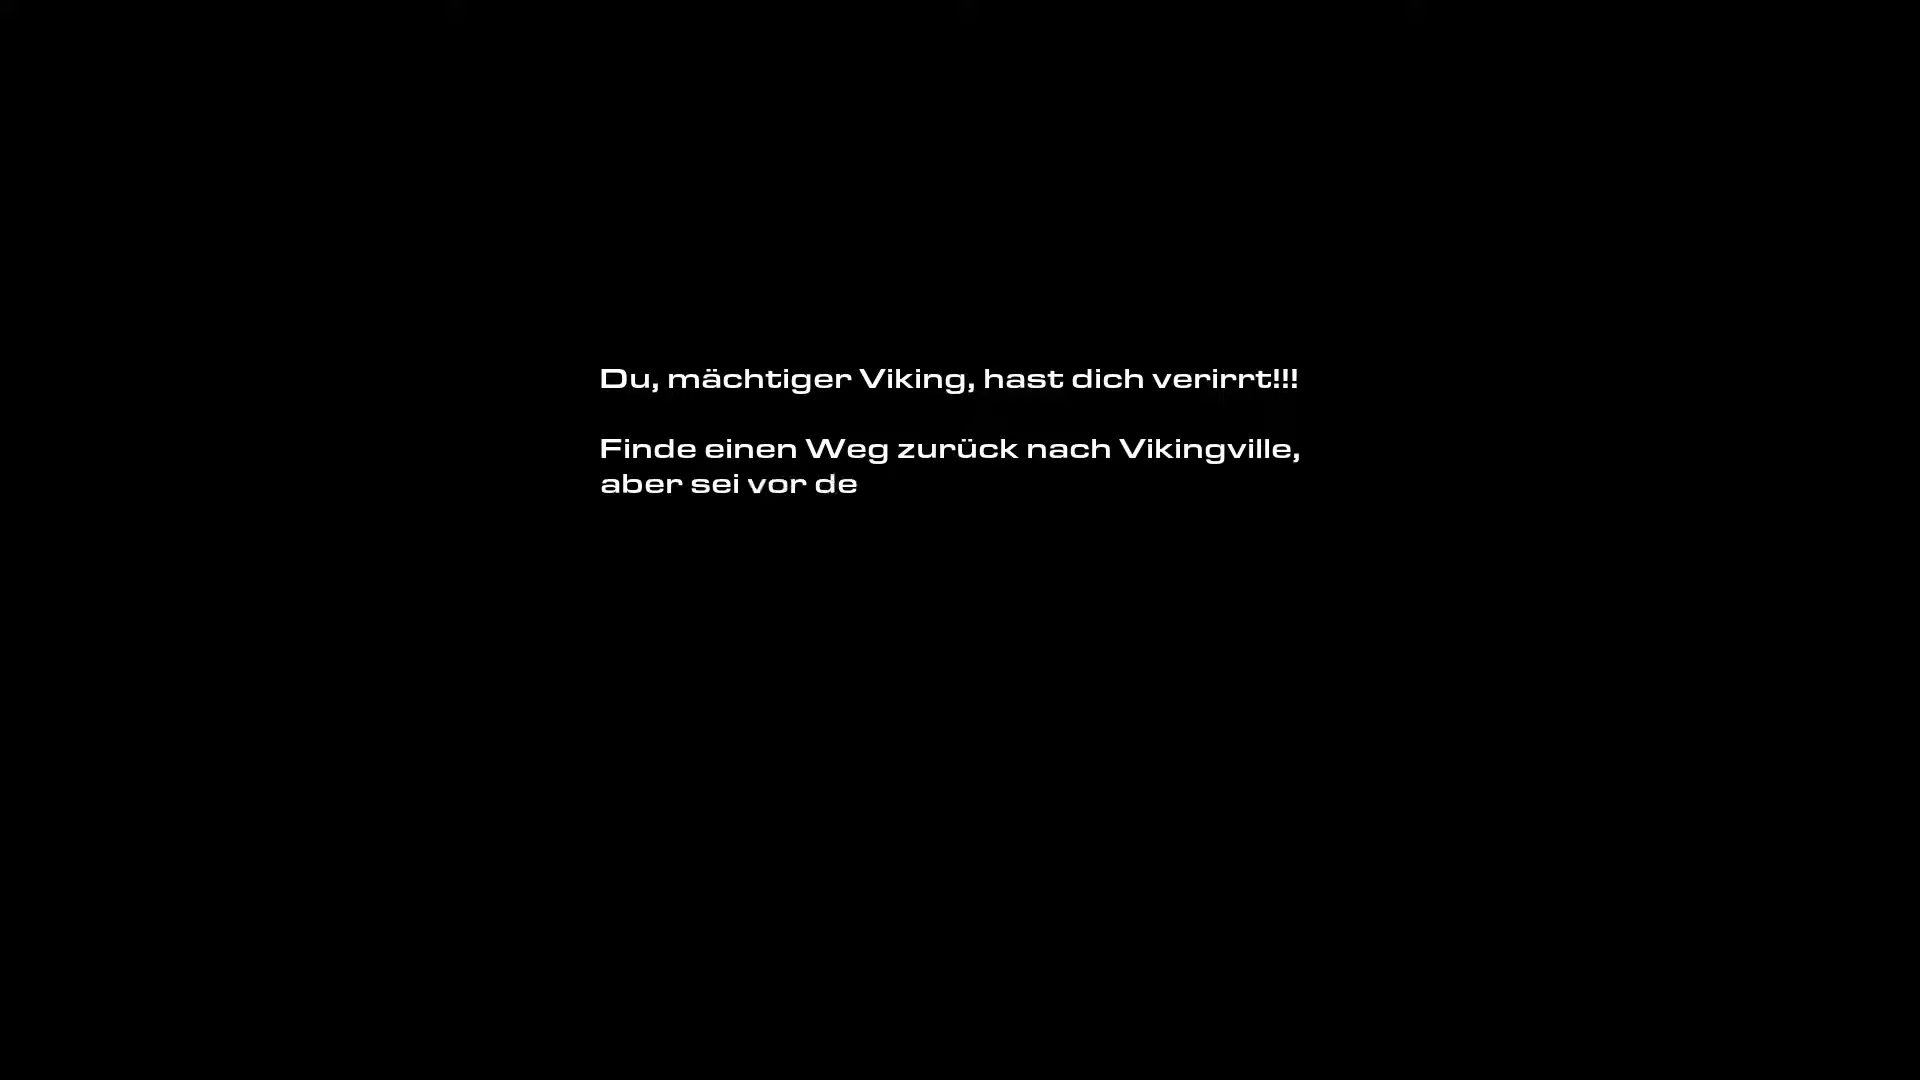 Du, mächtiger Viking, hast dich verirrt!!!
Finde einen Weg zurück nach Vikingville,
aber sei vor de